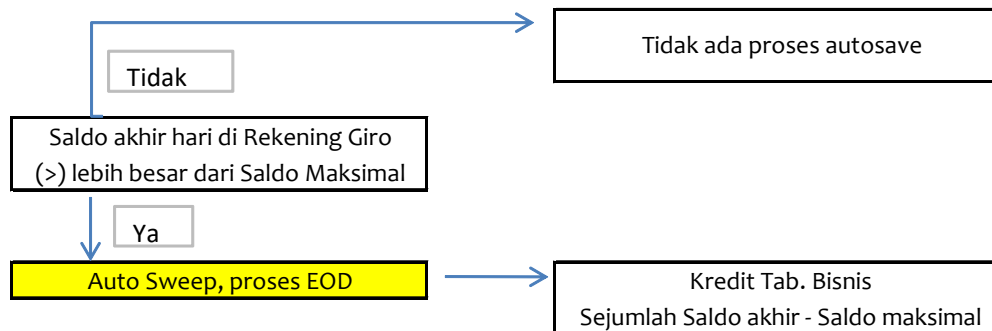 Tidak ada proses autosave
Tidak
Saldo akhir hari di Rekening Giro
(>) lebih besar dari Saldo Maksimal
Ya
Auto Sweep, proses EOD
Kredit Tab. Bisnis
Sejumlah Saldo akhir - Saldo maksimal